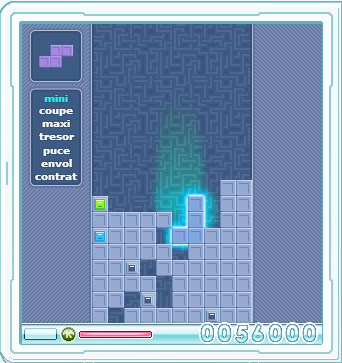 mini
coupe
maxi
tresor
puce
envol
contrat
0056000